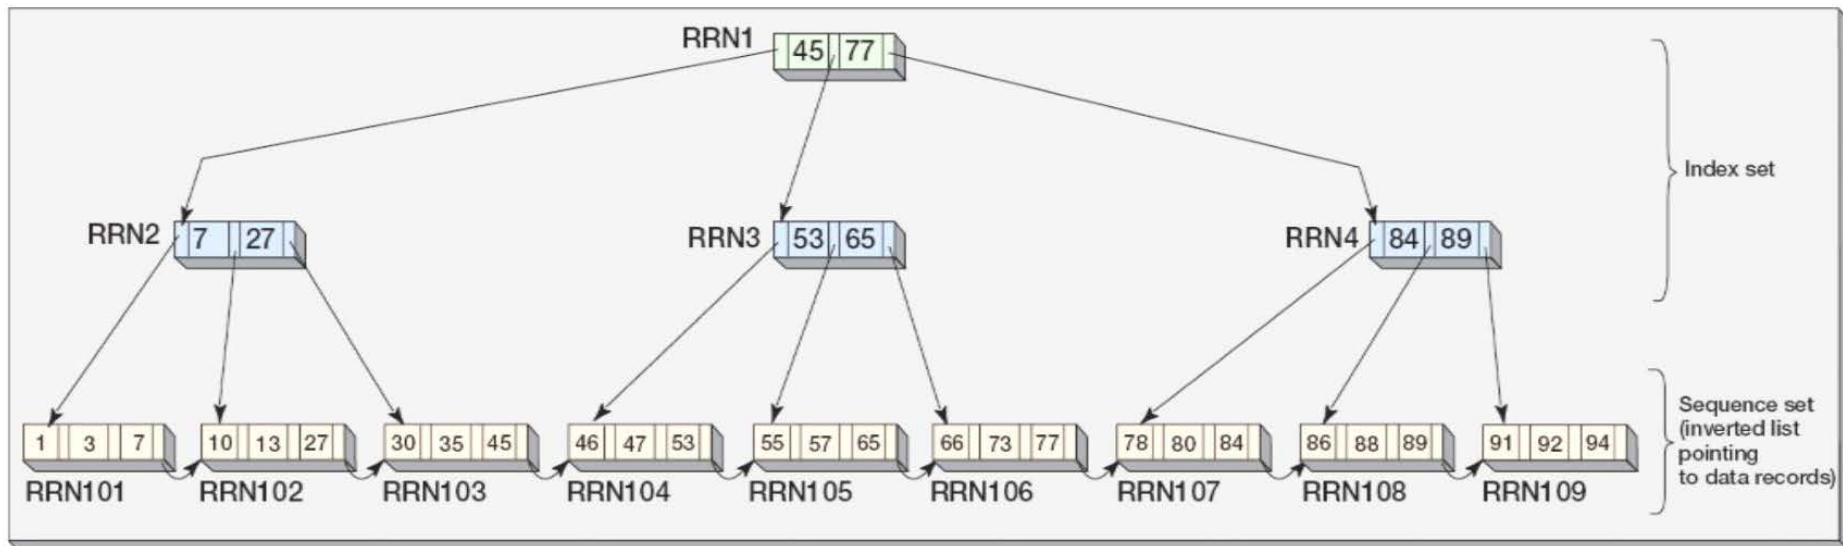 RRN1
45 77
Index set
RRN2
7 27
RRN3
53 65
RRN4
84 89
1 3 7
10 13 27
30 35 45
46 47 53
55 57 65
66 73 77
78 80 84
86 88 89
91 92 94
RRN101
RRN102
RRN103
RRN104
RRN105
RRN106
RRN107
RRN108
RRN109
Sequence set
(inverted list
pointing
to data records)